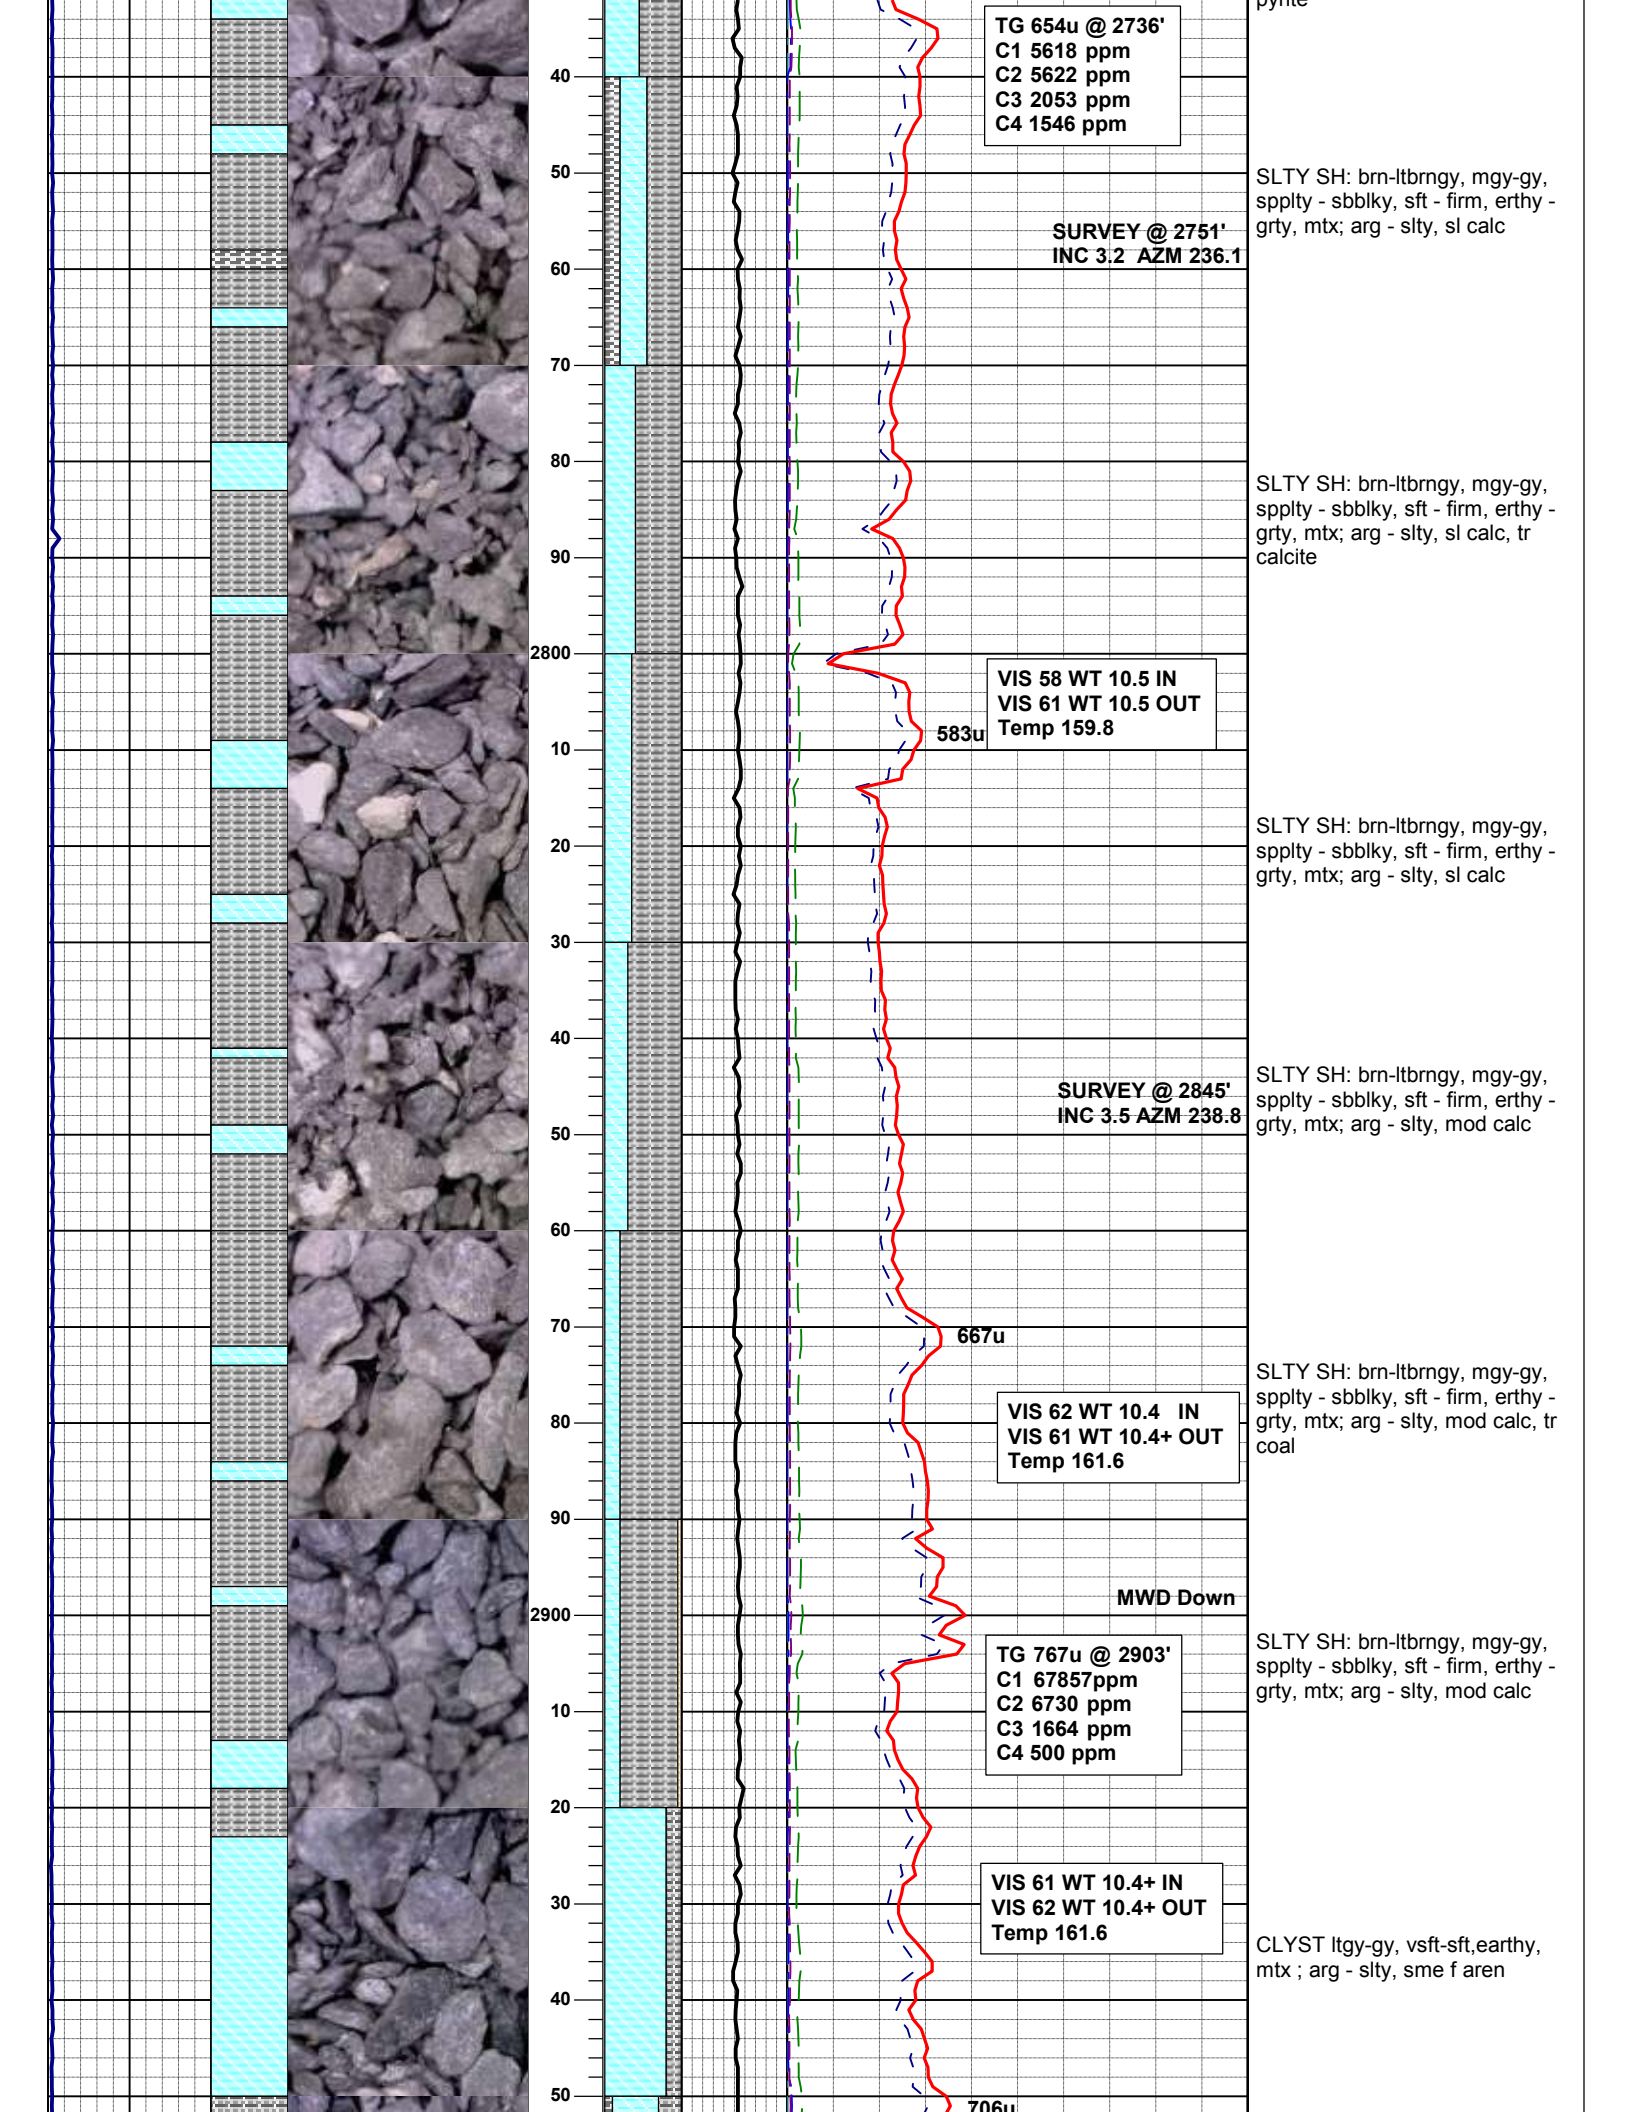 pyrite
TG 654u @ 2736'
C1 5618 ppm
C2 5622 ppm
C3 2053 ppm
C4 1546 ppm
40
50
SLTY SH: brn-ltbrngy, mgy-gy,
spplty - sbblky, sft - firm, erthy -
grty, mtx; arg - slty, sl calc
SURVEY @ 2751'
INC 3.2 AZM 236.1
60
70
80
SLTY SH: brn-ltbrngy, mgy-gy,
spplty - sbblky, sft - firm, erthy -
grty, mtx; arg - slty, sl calc, tr
calcite
90
2800
VIS 58 WT 10.5 IN
VIS 61 WT 10.5 OUT
Temp 159.8
583u
10
20
SLTY SH: brn-ltbrngy, mgy-gy,
spplty - sbblky, sft - firm, erthy -
grty, mtx; arg - slty, sl calc
30
40
SURVEY @ 2845'
INC 3.5 AZM 238.8
SLTY SH: brn-ltbrngy, mgy-gy,
spplty - sbblky, sft - firm, erthy -
grty, mtx; arg - slty, mod calc
50
60
70
667u
SLTY SH: brn-ltbrngy, mgy-gy,
spplty - sbblky, sft - firm, erthy -
grty, mtx; arg - slty, mod calc, tr
coal
80
VIS 62 WT 10.4 IN
VIS 61 WT 10.4+ OUT
Temp 161.6
90
MWD Down
2900
TG 767u @ 2903'
C1 67857ppm
C2 6730 ppm
C3 1664 ppm
C4 500 ppm
SLTY SH: brn-ltbrngy, mgy-gy,
spplty - sbblky, sft - firm, erthy -
grty, mtx; arg - slty, mod calc
10
20
VIS 61 WT 10.4+ IN
VIS 62 WT 10.4+ OUT
Temp 161.6
30
CLYST ltgy-gy, vsft-sft,earthy,
mtx ; arg - slty, sme f aren
40
50
706u